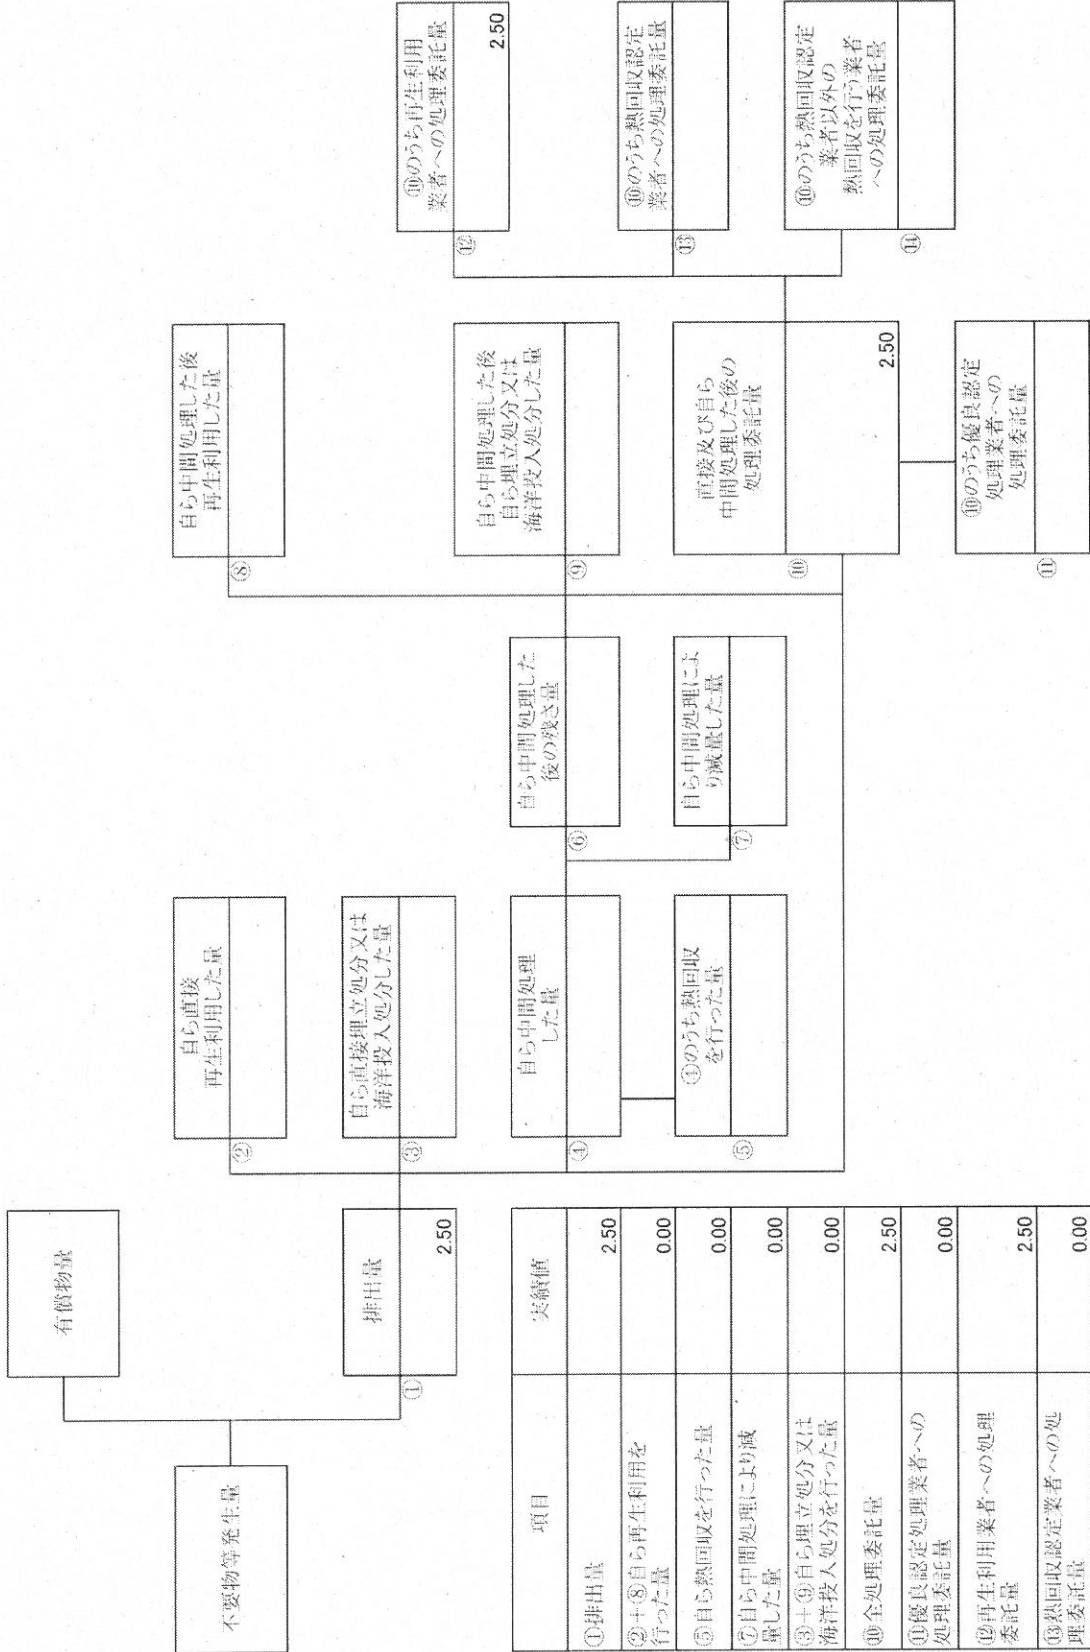 不要物等発生量
有償物量
①
排出量
2.50
②
自ら直接
再生利用した量
③
自ら直接埋立処分又は
海洋投入処分した量
④
自ら中間処理
した量
⑤
④のうち熱回収
を行った量
⑥
自ら中間処理した
後の残さ量
⑦
自ら中間処理によ
り減量した量
⑧
自ら中間処理した後
再生利用した量
⑨
自ら中間処理した後
自ら埋立処分又は
海洋投入処分した量
⑩
直接及び自ら
中間処理した後の
処理委託量
2.50
⑪
⑩のうち優良認定
処理業者への
処理委託量
⑫
⑩のうち再生利用
業者への処理委託量
2.50
⑬
⑩のうち熱回収認定
業者への処理委託量
⑭
⑩のうち熱回収認定
業者以外の
熱回収を行う業者
への処理委託量
項目 実績値
①排出量 2.50
②+⑧自ら再生利用を
行った量 0.00
⑤自ら熱回収を行った量 0.00
⑦自ら中間処理により減
量した量 0.00
③+⑨自ら埋立処分又は
海洋投入処分を行った量 0.00
⑩全処理委託量 2.50
⑪優良認定処理業者への
処理委託量 0.00
⑫再生利用業者への処理
委託量 2.50
⑬熱回収認定業者への処
理委託量 0.00